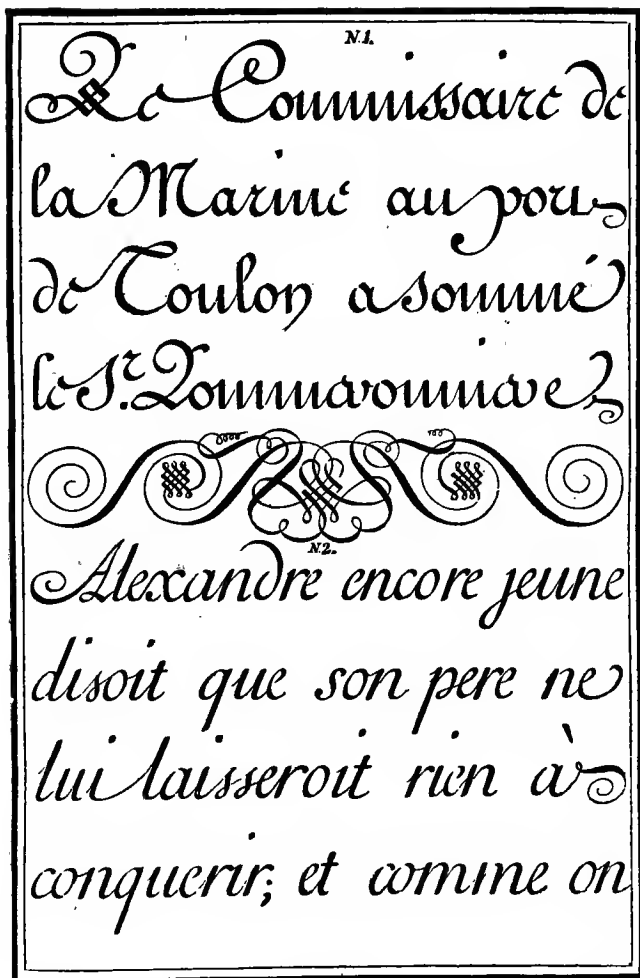 N.1.
Le Commissaire de
la Marine au port
de Toulon a sommé
le Sr.
N.2.
Alexandre encore jeune
disoit que son pere ne
lui laisseroit rien à
conquerir; et comme on